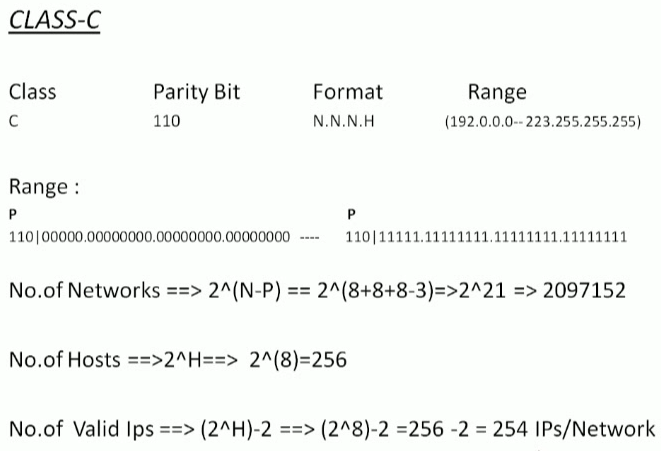 CLASS-C
Class Parity Bit Format Range
C 110 N.N.N.H (192.0.0.0-- 223.255.255.255)
Range :
P P
110|00000.00000000.00000000.00000000 ---- 110|11111.11111111.11111111.11111111
No.of Networks ==> 2^(N-P) == 2^(8+8+8-3)=>2^21 => 2097152
No.of Hosts ==>2^H==> 2^(8)=256
No.of Valid Ips ==> (2^H)-2 ==> (2^8)-2 =256 -2 = 254 IPs/Network